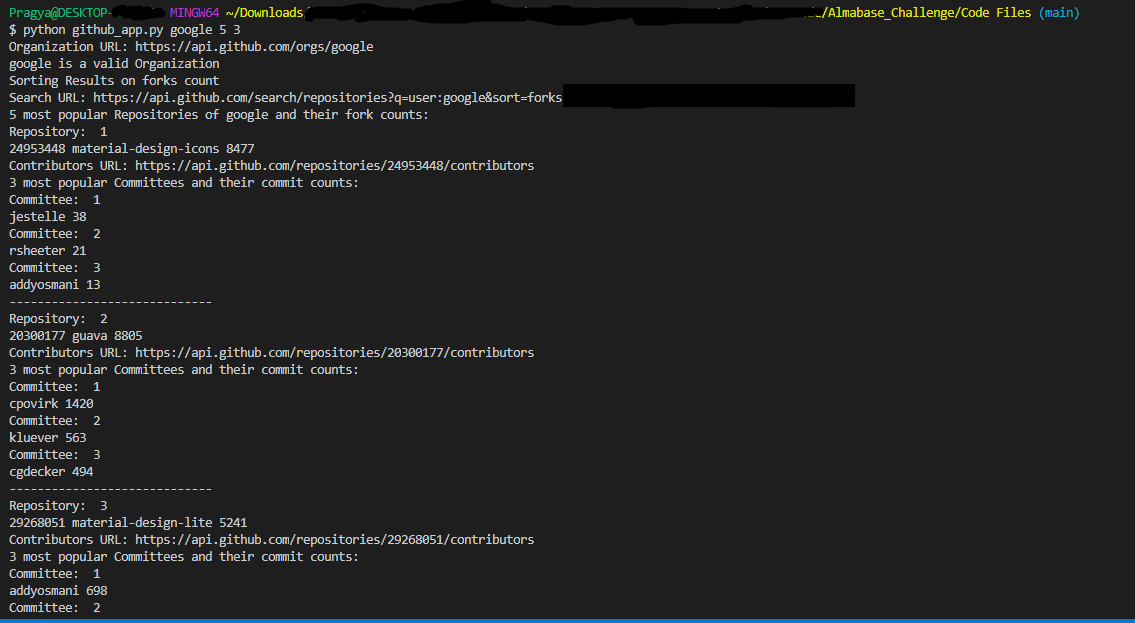 Pragya@DESKTOP- MINGW64 ~/Downloads /Almabase_Challenge/Code Files (main)
$ python github_app.py google 5 3
Organization URL: https://api.github.com/orgs/google
google is a valid Organization
Sorting Results on forks count
Search URL: https://api.github.com/search/repositories?q=user:google&sort=forks
5 most popular Repositories of google and their fork counts:
Repository:  1
24953448 material-design-icons 8477
Contributors URL: https://api.github.com/repositories/24953448/contributors
3 most popular Committees and their commit counts:
Committee:  1
jestelle 38
Committee:  2
rsheeter 21
Committee:  3
addyosmani 13
-----------------------------
Repository:  2
20300177 guava 8805
Contributors URL: https://api.github.com/repositories/20300177/contributors
3 most popular Committees and their commit counts:
Committee:  1
cpovirk 1420
Committee:  2
kluever 563
Committee:  3
cgdecker 494
-----------------------------
Repository:  3
29268051 material-design-lite 5241
Contributors URL: https://api.github.com/repositories/29268051/contributors
3 most popular Committees and their commit counts:
Committee:  1
addyosmani 698
Committee:  2